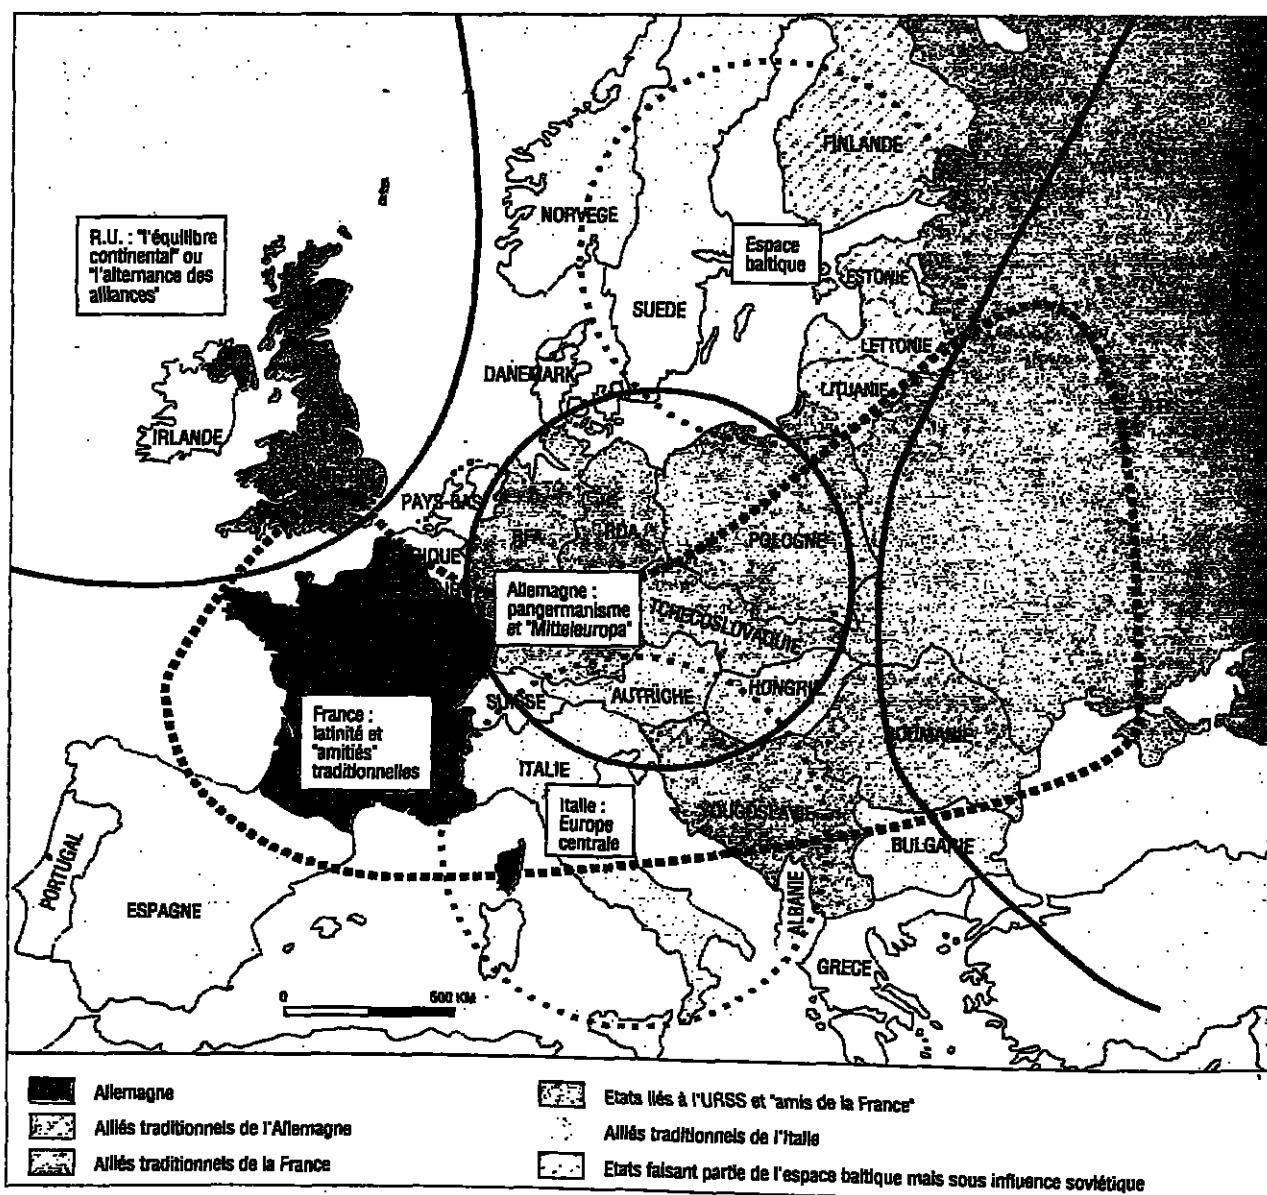 FINLANDE
NORVEGE
R.U. : "l'équilibre
continental" ou
"l'alternance des
alliances"
Espace
baltique
ESTONIE
SUEDE
LETTONIE
DANEMARK
LITUANIE
IRLANDE
PAYS-BAS
RFA
RDA
POLOGNE
IQUE
Allemagne :
pangermanisme
et "Mitteleuropa"
TCHECOSLOVAQUIE
SUISSE
AUTRICHE
HONGRIE
France :
latinité et
"amitiés"
traditionnelles
ROUMANIE
ITALIE
Italie :
Europe
centrale
YOUGOSLAVIE
BULGARIE
PORTUGAL
ESPAGNE
ALBANIE
GRECE
0 500 KM
Allemagne
Alliés traditionnels de l'Allemagne
Alliés traditionnels de la France
Etats liés à l'URSS et "amis de la France"
Alliés traditionnels de l'Italie
Etats faisant partie de l'espace baltique mais sous influence soviétique